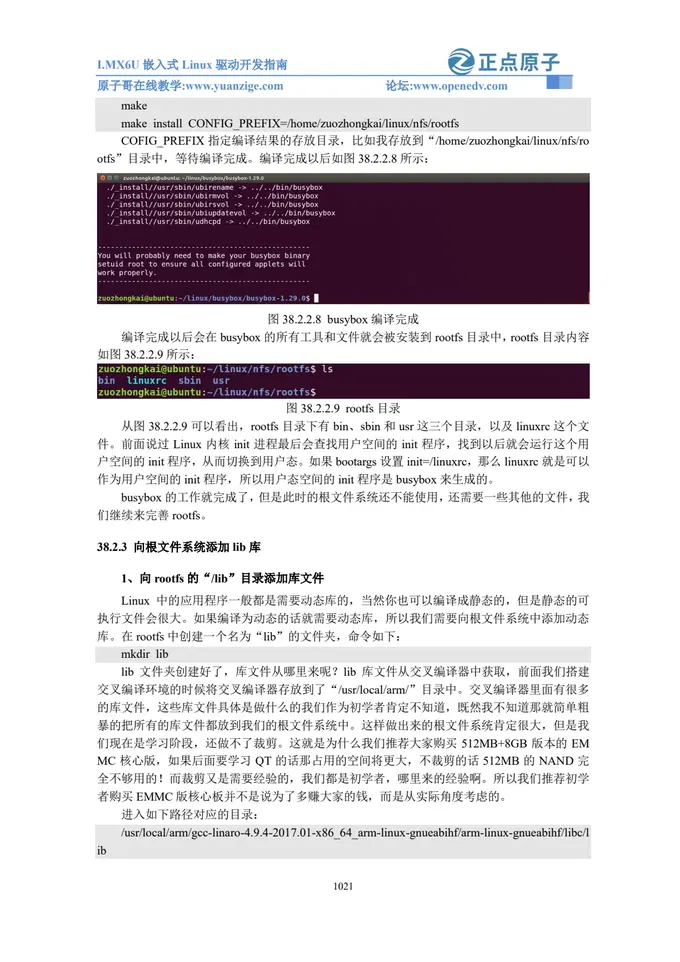 I.MX6U 嵌入式 Linux 驱动开发指南
正点原子
原子哥在线教学:www.yuanzige.com 论坛:www.openedv.com
make
make install CONFIG_PREFIX=/home/zuozhongkai/linux/nfs/rootfs
COFIG_PREFIX 指定编译结果的存放目录，比如我存放到“/home/zuozhongkai/linux/nfs/ro
otfs”目录中，等待编译完成。编译完成以后如图 38.2.2.8 所示：
zuozhongkai@ubuntu: ~/linux/busybox/busybox-1.29.0
./_install//usr/sbin/ubirename -> ../../bin/busybox
./_install//usr/sbin/ubirmvol -> ../../bin/busybox
./_install//usr/sbin/ubirsvol -> ../../bin/busybox
./_install//usr/sbin/ubiupdatevol -> ../../bin/busybox
./_install//usr/sbin/udhcpd -> ../../bin/busybox
--------------------------------------------------
You will probably need to make your busybox binary
setuid root to ensure all configured applets will
work properly.
--------------------------------------------------
zuozhongkai@ubuntu:~/linux/busybox/busybox-1.29.0$
图 38.2.2.8 busybox 编译完成
编译完成以后会在 busybox 的所有工具和文件就会被安装到 rootfs 目录中，rootfs 目录内容
如图 38.2.2.9 所示：
zuozhongkai@ubuntu:~/linux/nfs/rootfs$ ls
bin linuxrc sbin usr
zuozhongkai@ubuntu:~/linux/nfs/rootfs$
图 38.2.2.9 rootfs 目录
从图 38.2.2.9 可以看出，rootfs 目录下有 bin、sbin 和 usr 这三个目录，以及 linuxrc 这个文
件。前面说过 Linux 内核 init 进程最后会查找用户空间的 init 程序，找到以后就会运行这个用
户空间的 init 程序，从而切换到用户态。如果 bootargs 设置 init=/linuxrc，那么 linuxrc 就是可以
作为用户空间的 init 程序，所以用户态空间的 init 程序是 busybox 来生成的。
busybox 的工作就完成了，但是此时的根文件系统还不能使用，还需要一些其他的文件，我
们继续来完善 rootfs。
38.2.3 向根文件系统添加 lib 库
1、向 rootfs 的“/lib”目录添加库文件
Linux 中的应用程序一般都是需要动态库的，当然你也可以编译成静态的，但是静态的可
执行文件会很大。如果编译为动态的话就需要动态库，所以我们需要向根文件系统中添加动态
库。在 rootfs 中创建一个名为“lib”的文件夹，命令如下：
mkdir lib
lib 文件夹创建好了，库文件从哪里来呢？lib 库文件从交叉编译器中获取，前面我们搭建
交叉编译环境的时候将交叉编译器存放到了“/usr/local/arm/”目录中。交叉编译器里面有很多
的库文件，这些库文件具体是做什么的我们作为初学者肯定不知道，既然我不知道那就简单粗
暴的把所有的库文件都放到我们的根文件系统中。这样做出来的根文件系统肯定很大，但是我
们现在是学习阶段，还做不了裁剪。这就是为什么我们推荐大家购买 512MB+8GB 版本的 EM
MC 核心版，如果后面要学习 QT 的话那占用的空间将更大，不裁剪的话 512MB 的 NAND 完
全不够用的！而裁剪又是需要经验的，我们都是初学者，哪里来的经验啊。所以我们推荐初学
者购买 EMMC 版核心板并不是说为了多赚大家的钱，而是从实际角度考虑的。
进入如下路径对应的目录：
/usr/local/arm/gcc-linaro-4.9.4-2017.01-x86_64_arm-linux-gnueabihf/arm-linux-gnueabihf/libc/l
ib
1021